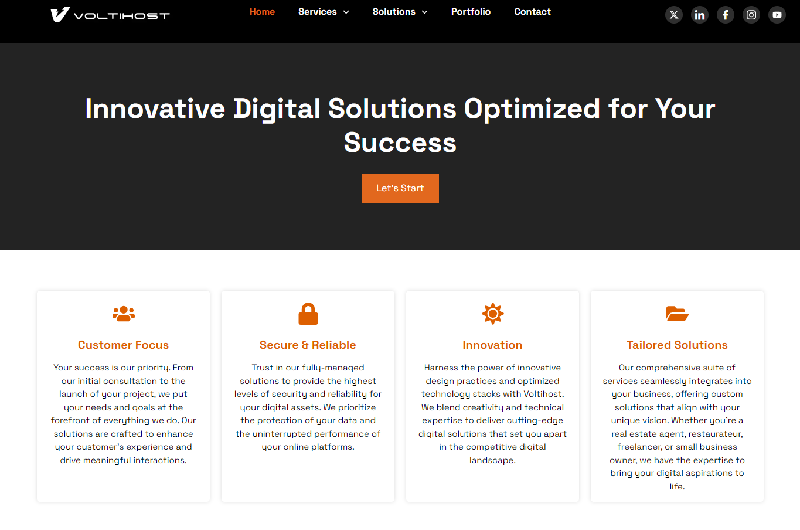 VOLTIHOST
Home Services Solutions Portfolio Contact
Innovative Digital Solutions Optimized for Your
Success
Let's Start
Customer Focus
Your success is our priority. From
our initial consultation to the
launch of your project, we put
your needs and goals at the
forefront of everything we do. Our
solutions are crafted to enhance
your customer's experience and
drive meaningful interactions.
Secure & Reliable
Trust in our fully-managed
solutions to provide the highest
levels of security and reliability for
your digital assets. We prioritize
the protection of your data and
the uninterrupted performance of
your online platforms.
Innovation
Harness the power of innovative
design practices and optimized
technology stacks with Voltihost.
We blend creativity and technical
expertise to deliver cutting-edge
digital solutions that set you apart
in the competitive digital
landscape.
Tailored Solutions
Our comprehensive suite of
services seamlessly integrates into
your business, offering custom
solutions that align with your
unique vision. Whether you're a
real estate agent, restaurateur,
freelancer, or small business
owner, we have the expertise to
bring your digital aspirations to
life.